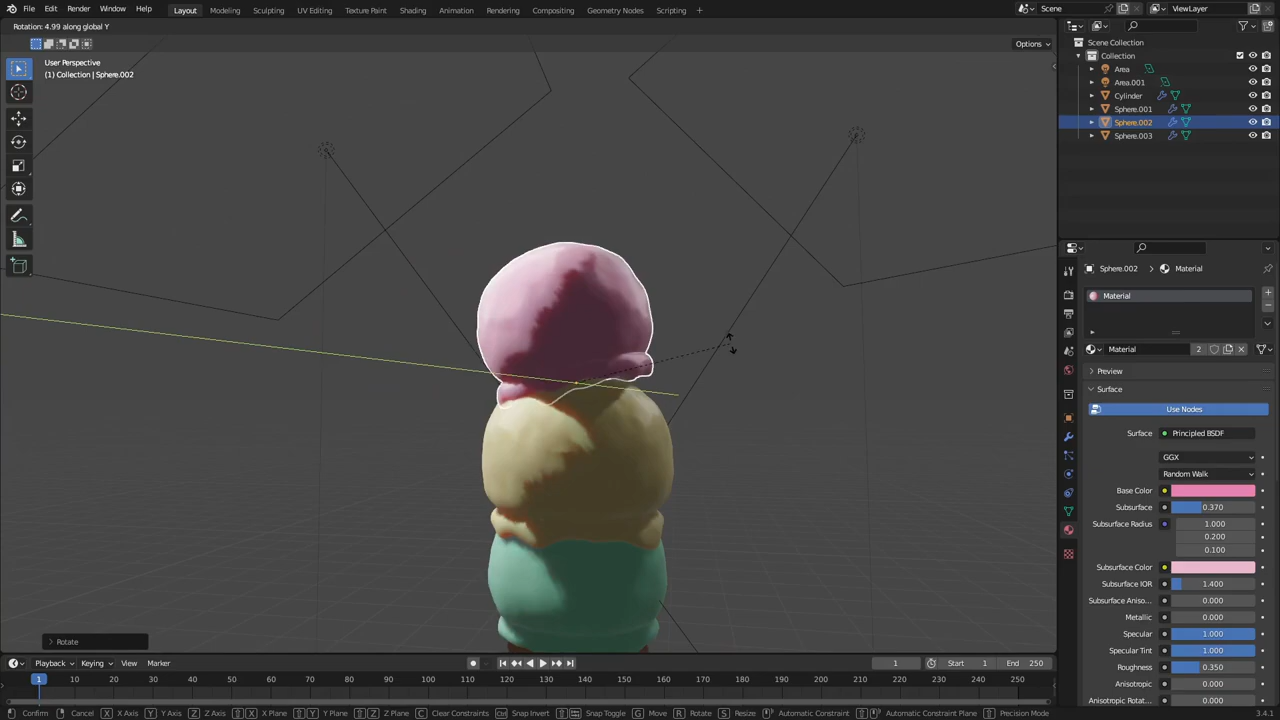 File Edit Render Window Help Layout Modeling Sculpting UV Editing Texture Paint Shading Animation Rendering Compositing Geometry Nodes Scripting Scene ViewLayer
Rotation: 4.99 along global Y
Options
User Perspective
(1) Collection | Sphere.002
Scene Collection
Collection
Area
Area.001
Cylinder
Sphere.001
Sphere.002
Sphere.003
Sphere.002 Material
Material
Material 2
Preview
Surface
Use Nodes
Surface Principled BSDF
GGX
Random Walk
Base Color
Subsurface 0.370
Subsurface Radius 1.000
0.200
0.100
Subsurface Color
Subsurface IOR 1.400
Subsurface Aniso... 0.000
Metallic 0.000
Specular 1.000
Specular Tint 1.000
Roughness 0.350
Anisotropic 0.000
Anisotropic Rotat... 0.000
Rotate
Playback Keying View Marker 1 Start 1 End 250
1 10 20 30 40 50 60 70 80 90 100 110 120 130 140 150 160 170 180 190 200 210 220 230 240 250
Confirm Cancel X X Axis Y Y Axis Z Z Axis X X Plane Y Y Plane Z Z Plane C Clear Constraints Snap Invert Snap Toggle G Move R Rotate S Resize Automatic Constraint Automatic Constraint Plane Precision Mode 3.4.1